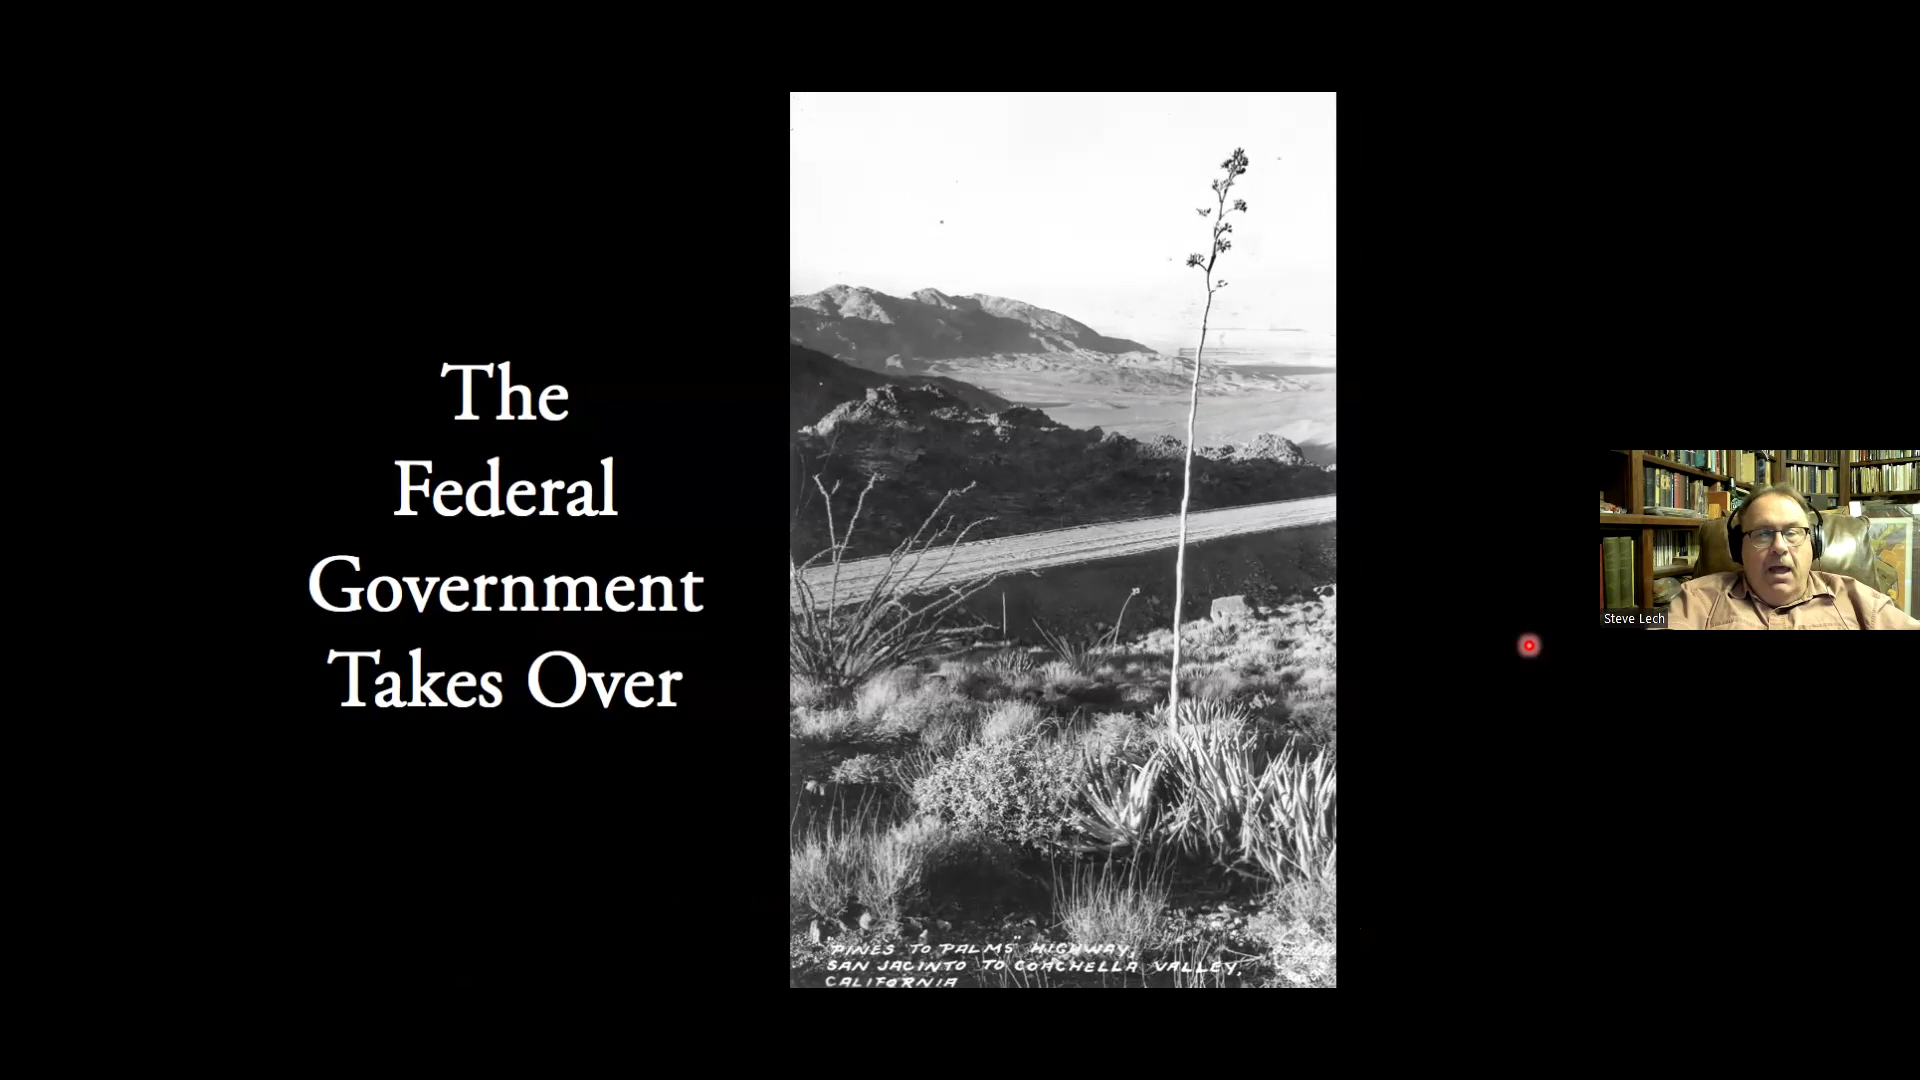 The
Federal
Government
Takes Over
"PINES TO PALMS" HIGHWAY,
SAN JACINTO TO COACHELLA VALLEY,
CALIFORNIA
Steve Lech